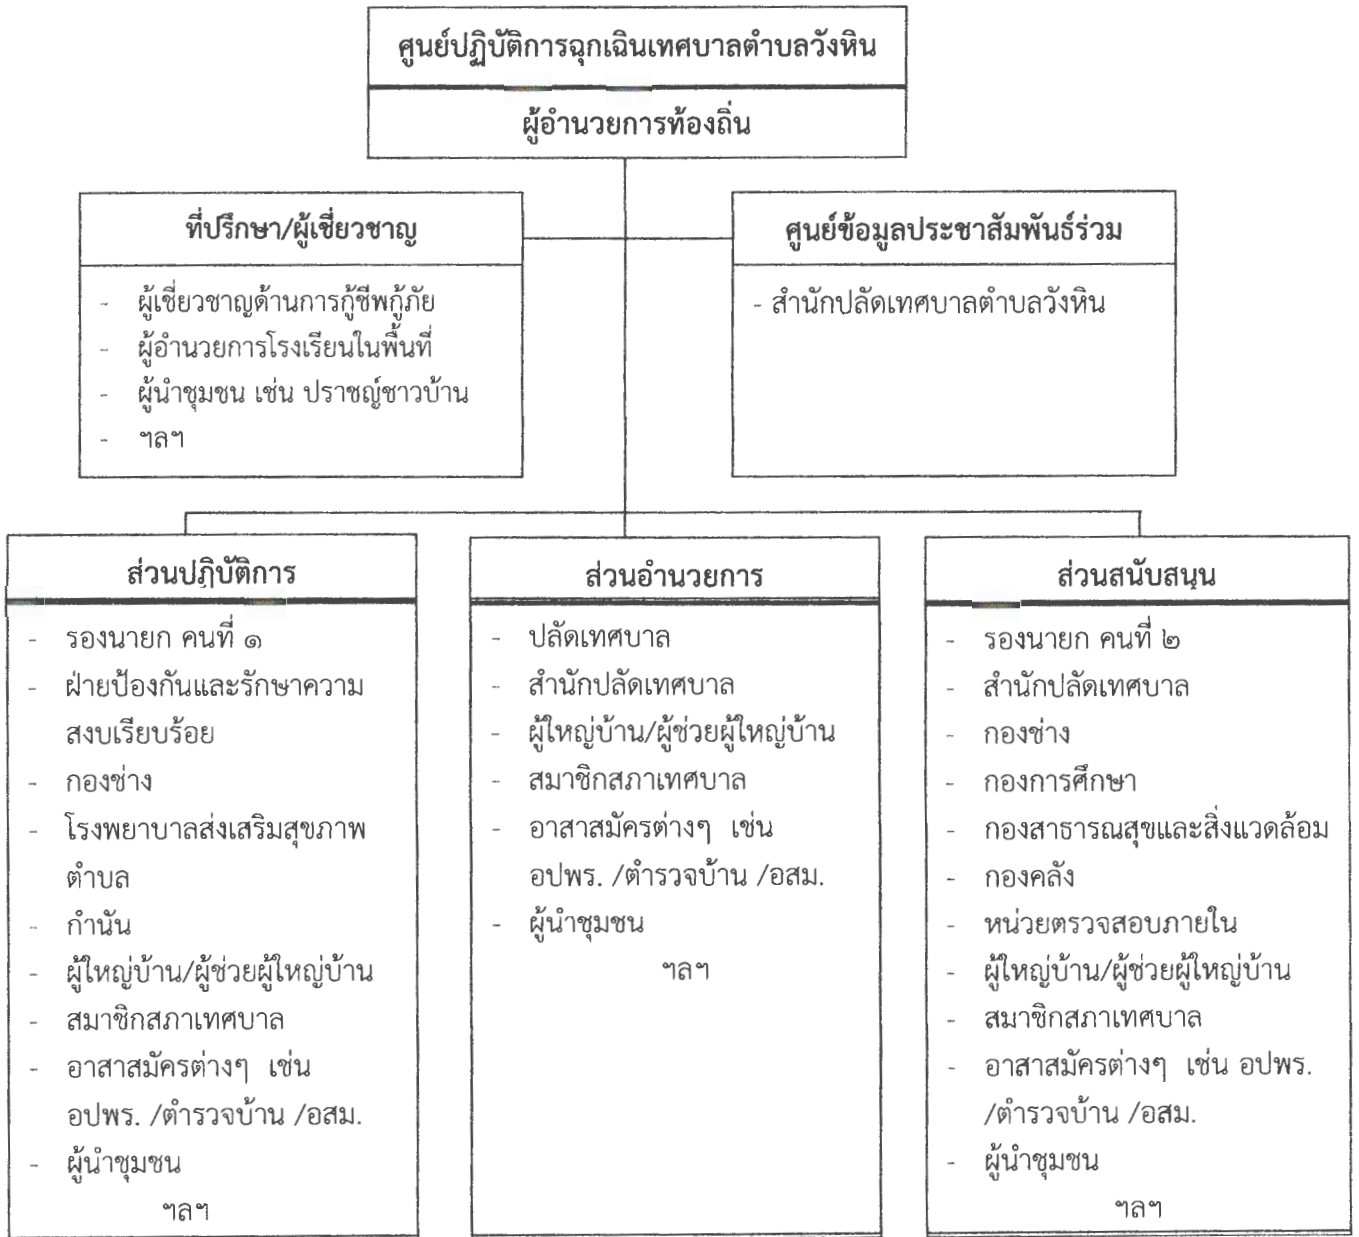 ศูนย์ปฏิบัติการฉุกเฉินเทศบาลตำบลวังหิน
ผู้อำนวยการท้องถิ่น
ที่ปรึกษา/ผู้เชี่ยวชาญ
- ผู้เชี่ยวชาญด้านการกู้ชีพกู้ภัย
- ผู้อำนวยการโรงเรียนในพื้นที่
- ผู้นำชุมชน เช่น ปราชญ์ชาวบ้าน
- ฯลฯ
ศูนย์ข้อมูลประชาสัมพันธ์ร่วม
- สำนักปลัดเทศบาลตำบลวังหิน
ส่วนปฏิบัติการ
- รองนายก คนที่ ๑
- ฝ่ายป้องกันและรักษาความ
สงบเรียบร้อย
- กองช่าง
- โรงพยาบาลส่งเสริมสุขภาพ
ตำบล
- กำนัน
- ผู้ใหญ่บ้าน/ผู้ช่วยผู้ใหญ่บ้าน
- สมาชิกสภาเทศบาล
- อาสาสมัครต่างๆ เช่น
อปพร. /ตำรวจบ้าน /อสม.
- ผู้นำชุมชน
ฯลฯ
ส่วนอำนวยการ
- ปลัดเทศบาล
- สำนักปลัดเทศบาล
- ผู้ใหญ่บ้าน/ผู้ช่วยผู้ใหญ่บ้าน
- สมาชิกสภาเทศบาล
- อาสาสมัครต่างๆ เช่น
อปพร. /ตำรวจบ้าน /อสม.
- ผู้นำชุมชน
ฯลฯ
ส่วนสนับสนุน
- รองนายก คนที่ ๒
- สำนักปลัดเทศบาล
- กองช่าง
- กองการศึกษา
- กองสาธารณสุขและสิ่งแวดล้อม
- กองคลัง
- หน่วยตรวจสอบภายใน
- ผู้ใหญ่บ้าน/ผู้ช่วยผู้ใหญ่บ้าน
- สมาชิกสภาเทศบาล
- อาสาสมัครต่างๆ เช่น อปพร.
/ตำรวจบ้าน /อสม.
- ผู้นำชุมชน
ฯลฯ